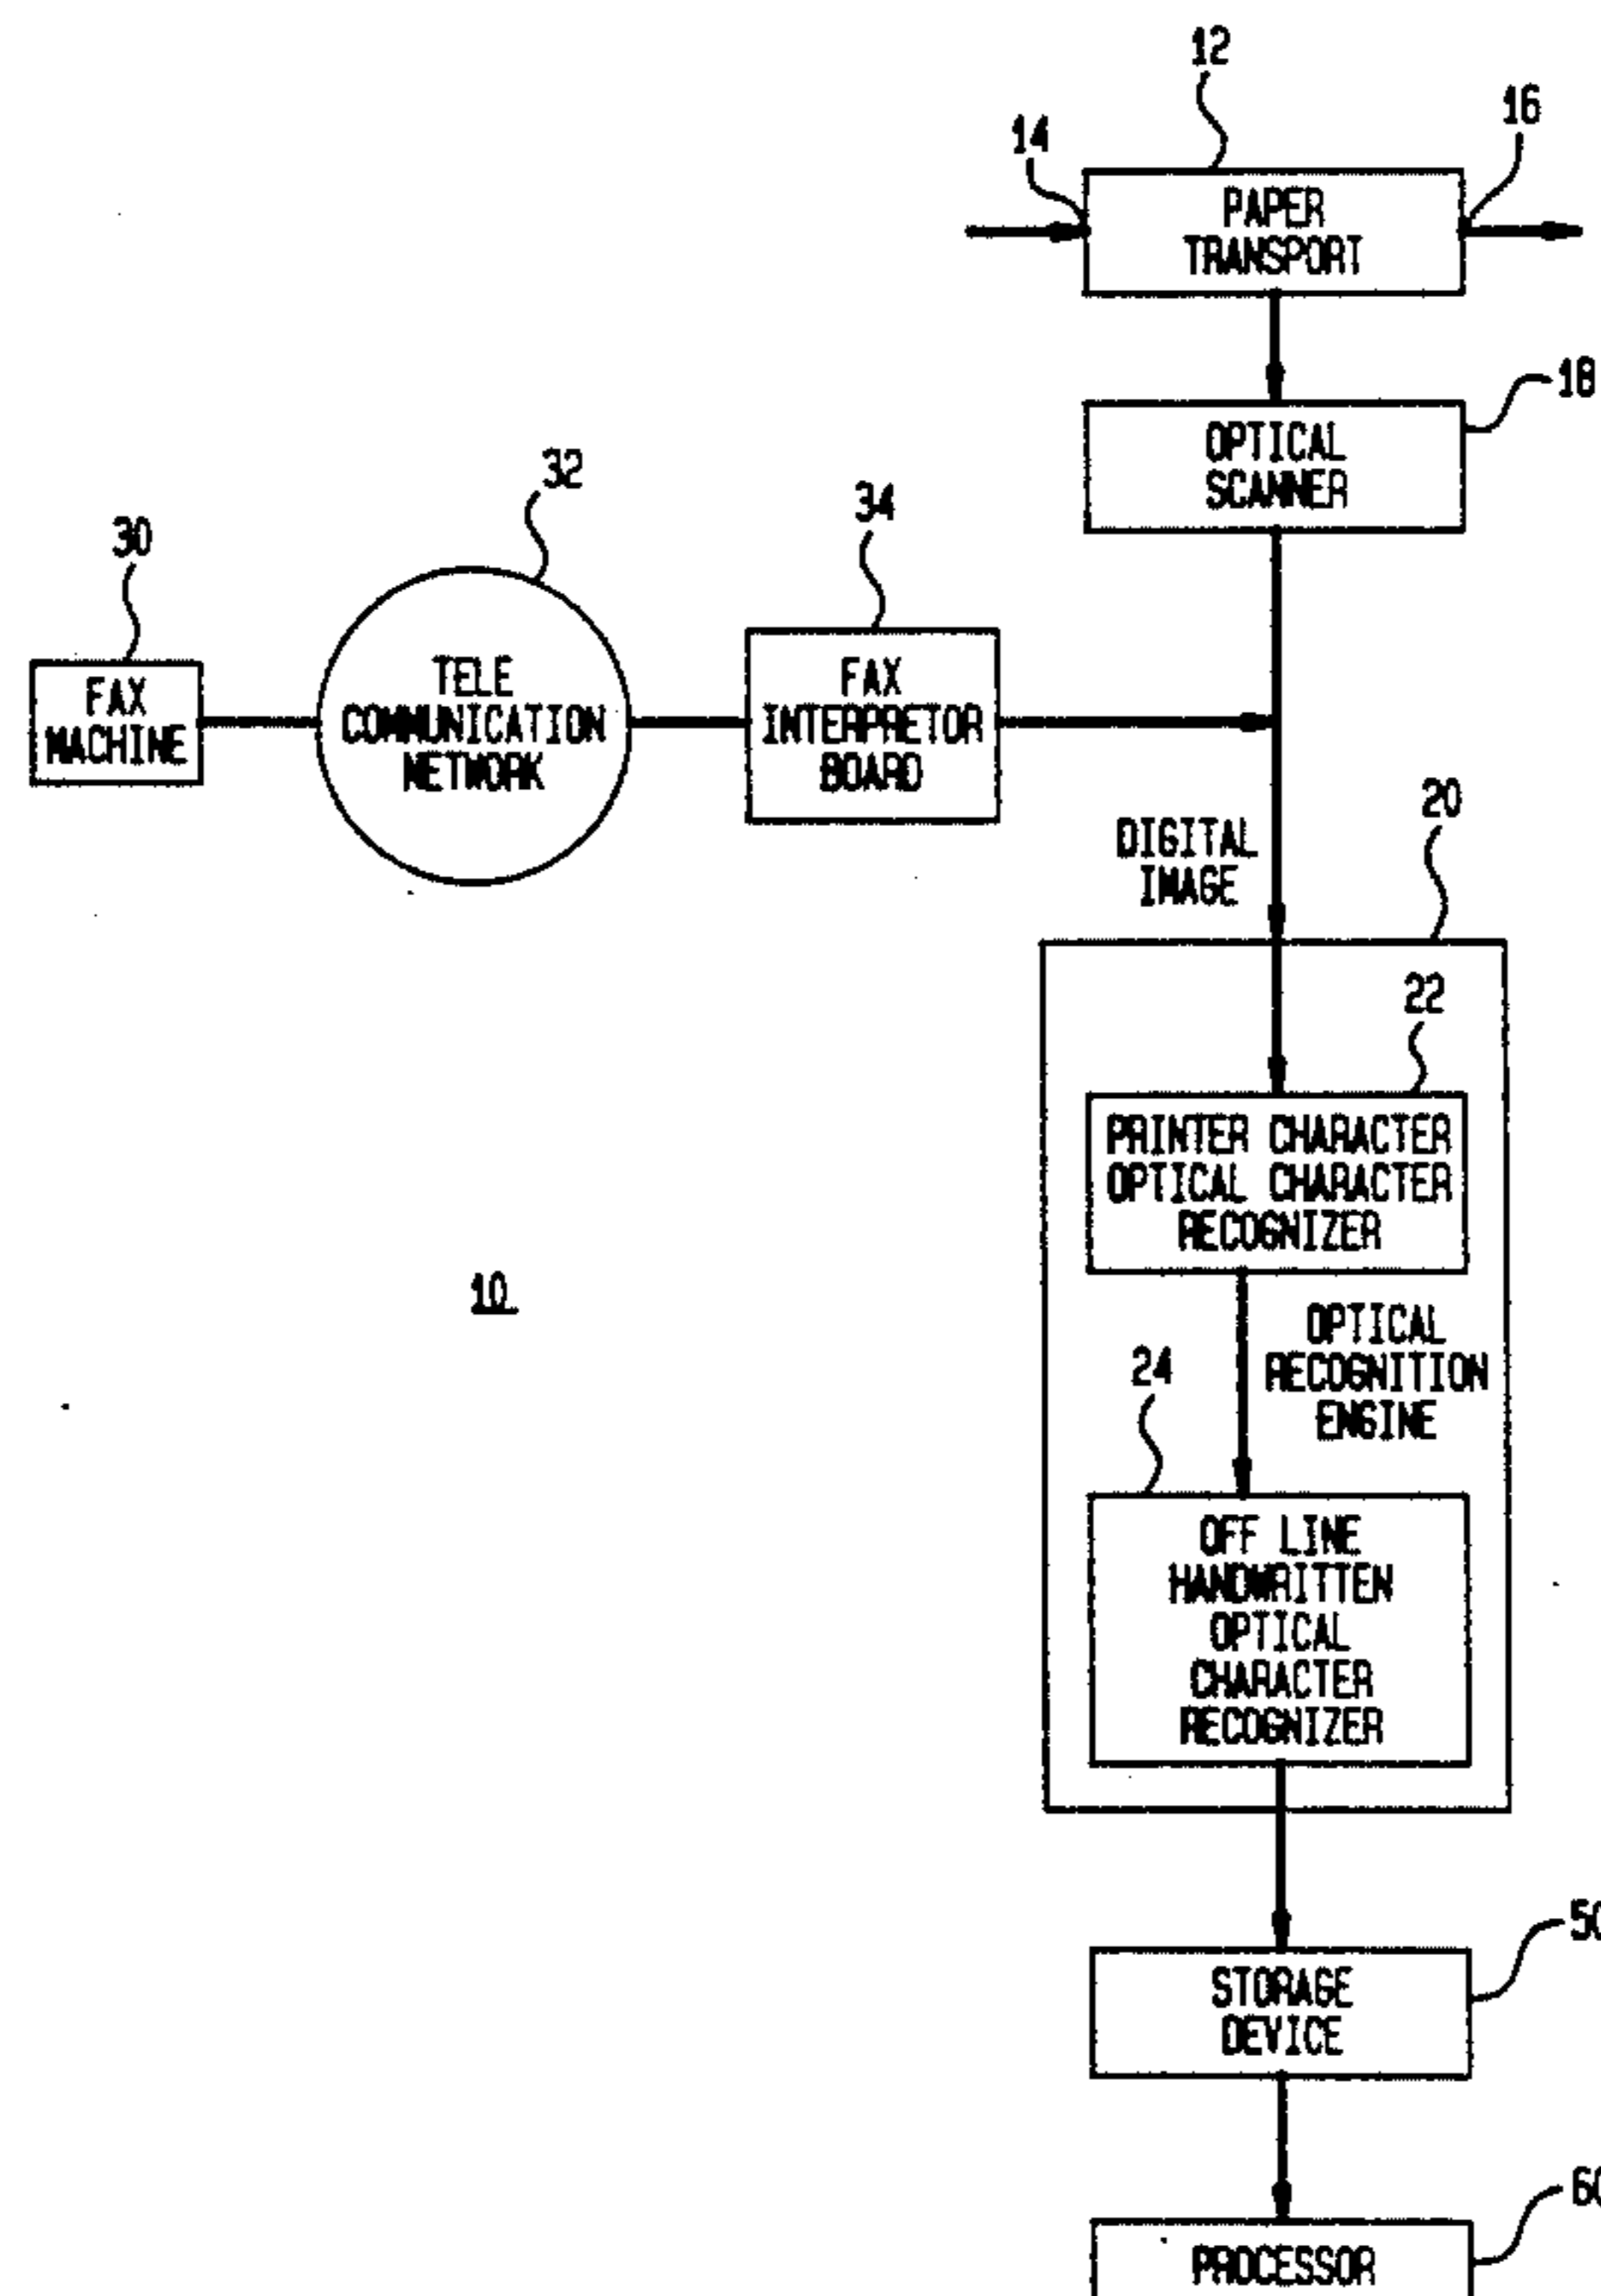 12
16
14
PAPER
TRANSPORT
18
OPTICAL
SCANNER
32
34
30
FAX
MACHINE
TELE
COMMUNICATION
NETWORK
FAX
INTERPRETOR
BOARD
DIGITAL
IMAGE
20
22
PRINTER CHARACTER
OPTICAL CHARACTER
RECOGNIZER
10
OPTICAL
RECOGNITION
ENGINE
24
OFF LINE
HANDWRITTEN
OPTICAL
CHARACTER
RECOGNIZER
50
STORAGE
DEVICE
60
PROCESSOR